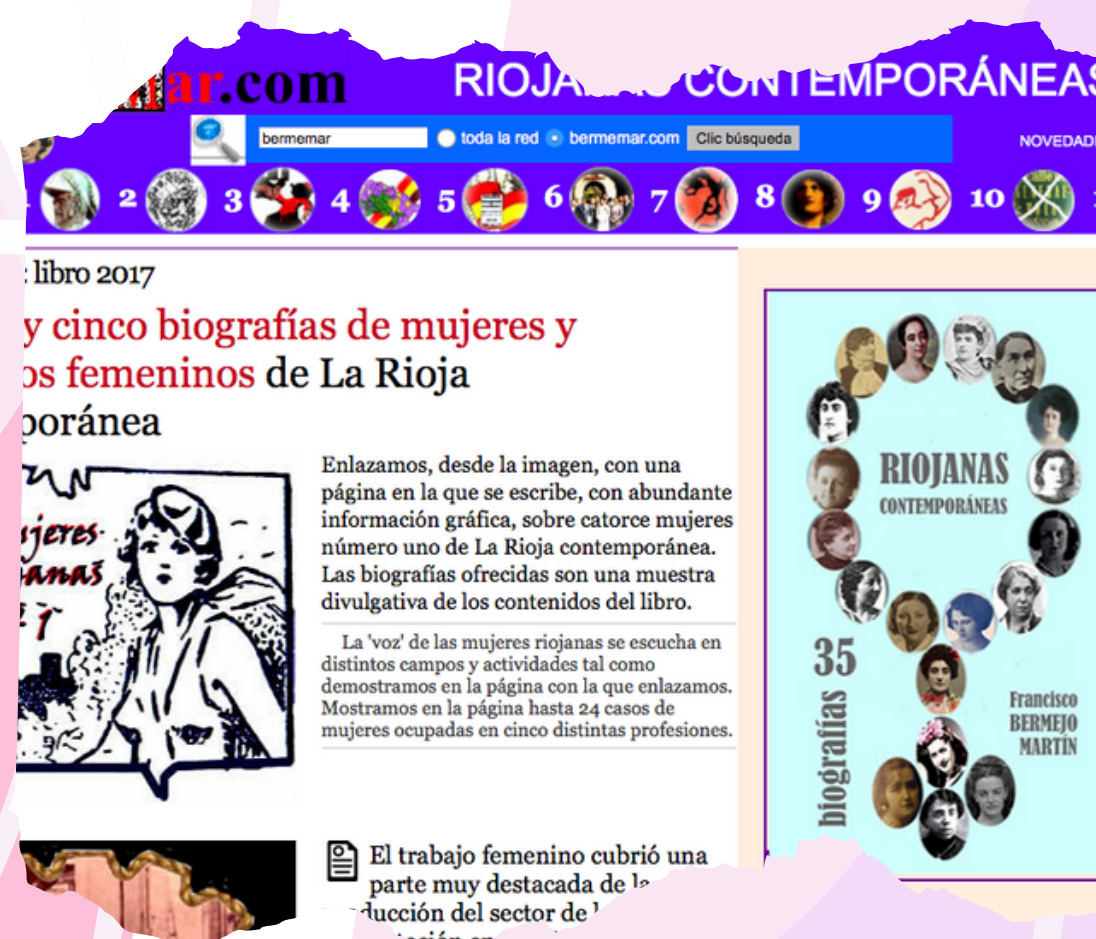 ar.com
RIOJANAS CONTEMPORÁNEAS
bermemar
toda la red
bermemar.com
Clic búsqueda
NOVEDAD
2 3 4 5 6 7 8 9 10
: libro 2017
y cinco biografías de mujeres y
os femeninos de La Rioja
poránea
Enlazamos, desde la imagen, con una
página en la que se escribe, con abundante
información gráfica, sobre catorce mujeres
número uno de La Rioja contemporánea.
Las biografías ofrecidas son una muestra
divulgativa de los contenidos del libro.
La 'voz' de las mujeres riojanas se escucha en
distintos campos y actividades tal como
demostramos en la página con la que enlazamos.
Mostramos en la página hasta 24 casos de
mujeres ocupadas en cinco distintas profesiones.
ujeres-
anas
1
El trabajo femenino cubrió una
parte muy destacada de la
ducción del sector de
RIOJANAS
CONTEMPORÁNEAS
35
biografías
Francisco
BERMEJO
MARTÍN